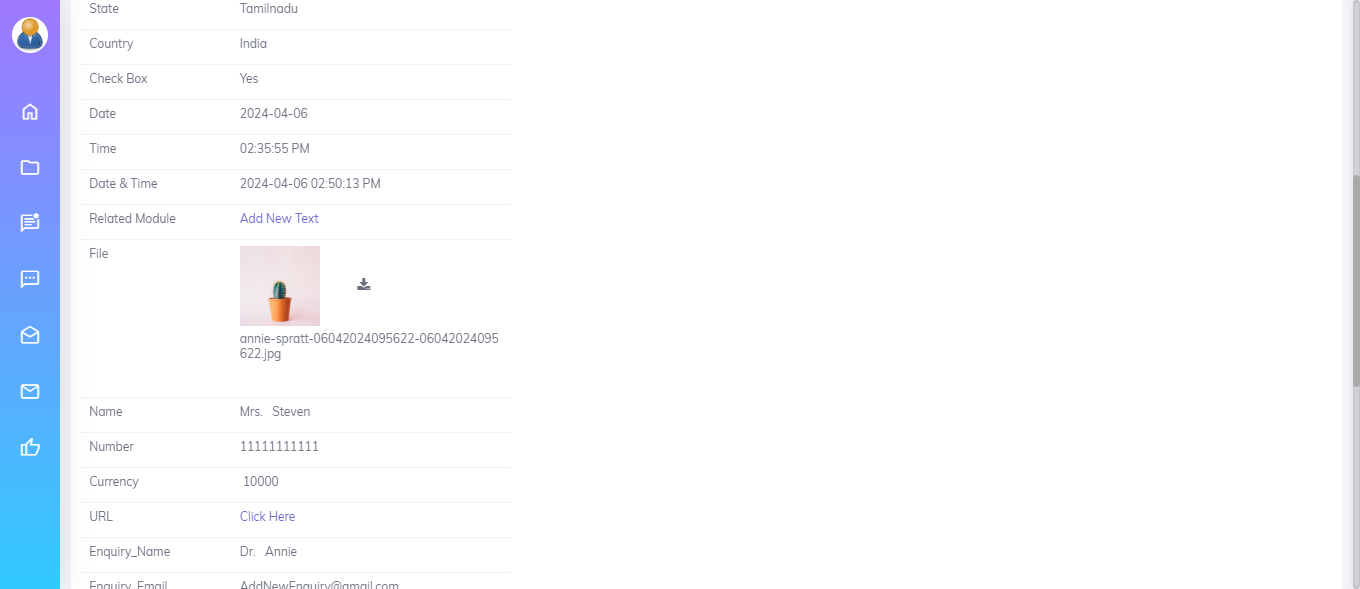 State Tamilnadu
Country India
Check Box Yes
Date 2024-04-06
Time 02:35:55 PM
Date & Time 2024-04-06 02:50:13 PM
Related Module Add New Text
File
annie-spratt-06042024095622-06042024095
622.jpg
Name Mrs. Steven
Number 11111111111
Currency 10000
URL Click Here
Enquiry_Name Dr. Annie
Enquiry_Email AddNewEnquiry@gmail.com